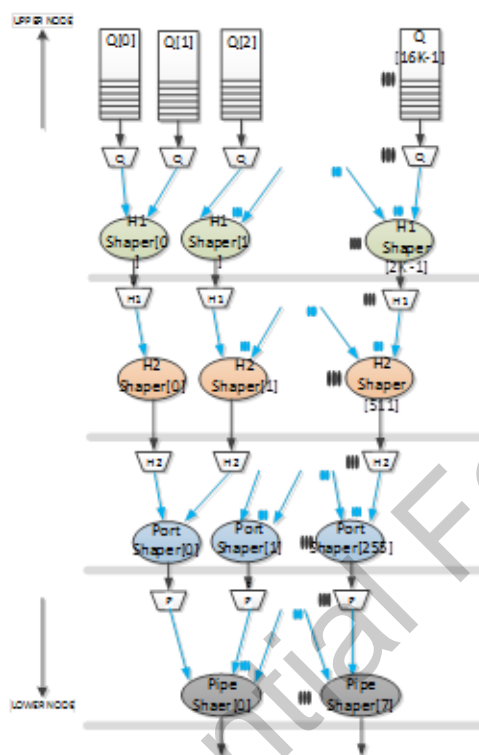 UPPER NODE
Q[0]
Q[1]
Q[2]
Q
[16K-1]
Q
Q
Q
Q
H1
Shaper[0
]
H1
Shaper[1
]
H1
Shaper
[2K-1]
H1
H1
H1
H2
Shaper[0]
H2
Shaper[1]
H2
Shaper
[511]
H2
H2
H2
Port
Shaper[0]
Port
Shaper[1]
Port
Shaper[255]
P
P
P
Pipe
Shaer[0]
Pipe
Shaper[7]
LOWER NODE